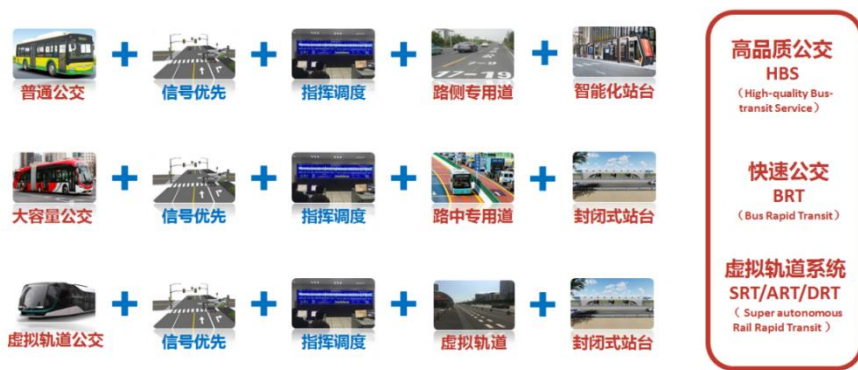 普通公交
信号优先
指挥调度
路侧专用道
智能化站台
17-19
高品质公交
HBS
(High-quality Bus-
transit Service)
大容量公交
信号优先
指挥调度
路中专用道
封闭式站台
快速公交
BRT
(Bus Rapid Transit)
虚拟轨道公交
信号优先
指挥调度
虚拟轨道
封闭式站台
虚拟轨道系统
SRT/ART/DRT
( Super autonomous
Rail Rapid Transit )